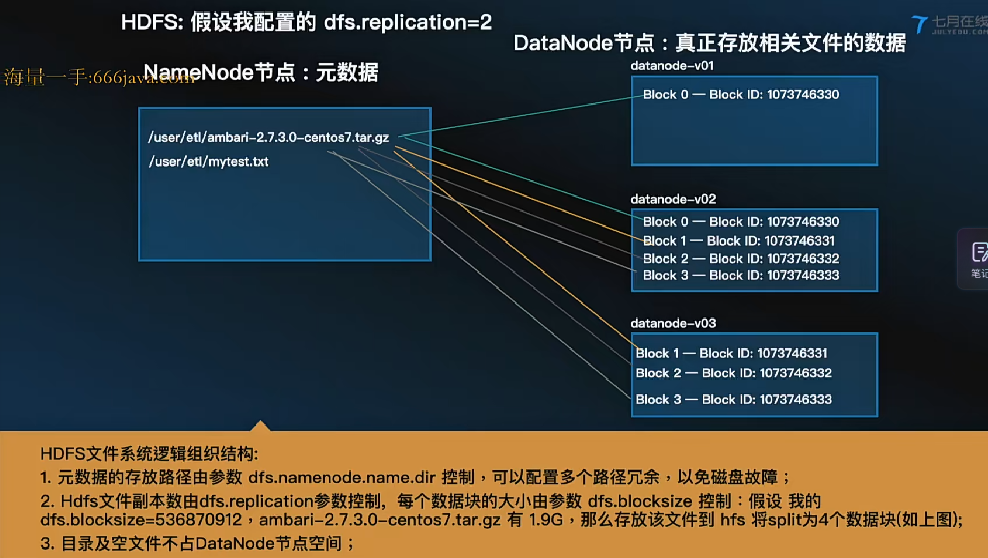 HDFS: 假设我配置的 dfs.replication=2
七月在线
JULYEDU.COM
DataNode节点：真正存放相关文件的数据
海量一手:666java.com
NameNode节点：元数据
datanode-v01
Block 0 — Block ID: 1073746330
/user/etl/ambari-2.7.3.0-centos7.tar.gz
/user/etl/mytest.txt
datanode-v02
Block 0 — Block ID: 1073746330
Block 1 — Block ID: 1073746331
Block 2 — Block ID: 1073746332
Block 3 — Block ID: 1073746333
笔记
datanode-v03
Block 1 — Block ID: 1073746331
Block 2 — Block ID: 1073746332
Block 3 — Block ID: 1073746333
HDFS文件系统逻辑组织结构:
1. 元数据的存放路径由参数 dfs.namenode.name.dir 控制，可以配置多个路径冗余，以免磁盘故障；
2. Hdfs文件副本数由dfs.replication参数控制, 每个数据块的大小由参数 dfs.blocksize 控制：假设 我的
dfs.blocksize=536870912，ambari-2.7.3.0-centos7.tar.gz 有 1.9G，那么存放该文件到 hfs 将split为4个数据块(如上图);
3. 目录及空文件不占DataNode节点空间；